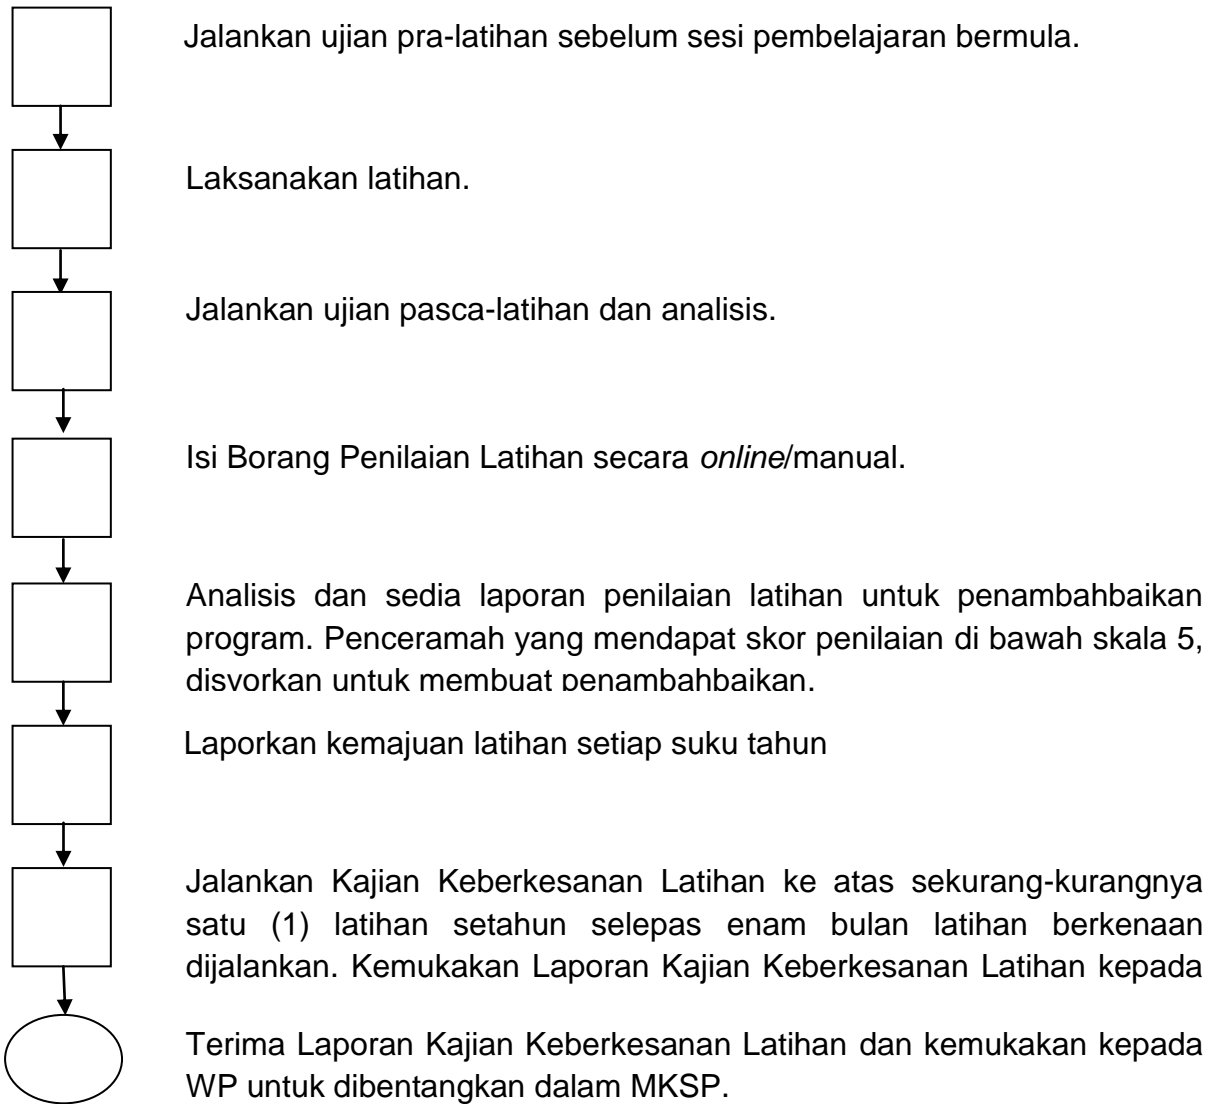 Jalankan ujian pra-latihan sebelum sesi pembelajaran bermula.
Laksanakan latihan.
Jalankan ujian pasca-latihan dan analisis.
Isi Borang Penilaian Latihan secara online/manual.
Analisis dan sedia laporan penilaian latihan untuk penambahbaikan
program. Penceramah yang mendapat skor penilaian di bawah skala 5,
disyorkan untuk membuat penambahbaikan.
Laporkan kemajuan latihan setiap suku tahun
Jalankan Kajian Keberkesanan Latihan ke atas sekurang-kurangnya
satu (1) latihan setahun selepas enam bulan latihan berkenaan
dijalankan. Kemukakan Laporan Kajian Keberkesanan Latihan kepada
Terima Laporan Kajian Keberkesanan Latihan dan kemukakan kepada
WP untuk dibentangkan dalam MKSP.